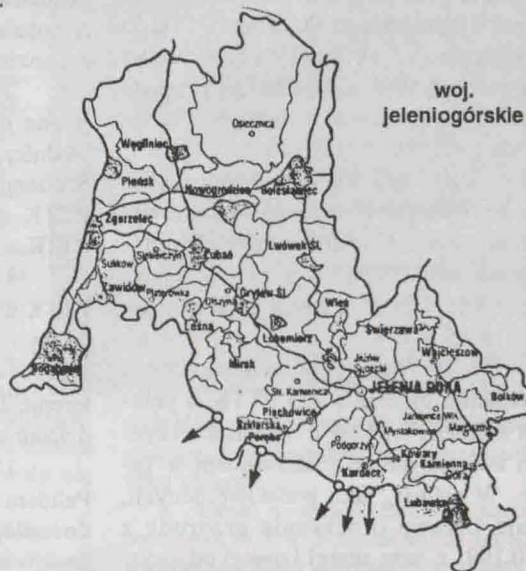 woj.
jeleniogórskie
Osiecznica
Węgliniec
Pieńsk
Nowogrodziec
Bolesławiec
Zgorzelec
Siekierczyn
Lubań
Lwówek Śl.
Sulików
Zawidów
Platerówka
Olszyna
Gryfów Śl.
Leśna
Lubomierz
Wleń
Świerzawa
Wojcieszów
Bogatynia
Mirsk
Jeżów
Sudecki
JELENIA GÓRA
Bolków
St. Kamienica
Piechowice
Janowice Wlk.
Mysłakowice
Marciszów
Szklarska
Poręba
Podgórzyn
Kowary
Kamienna
Góra
Karpacz
Lubawka